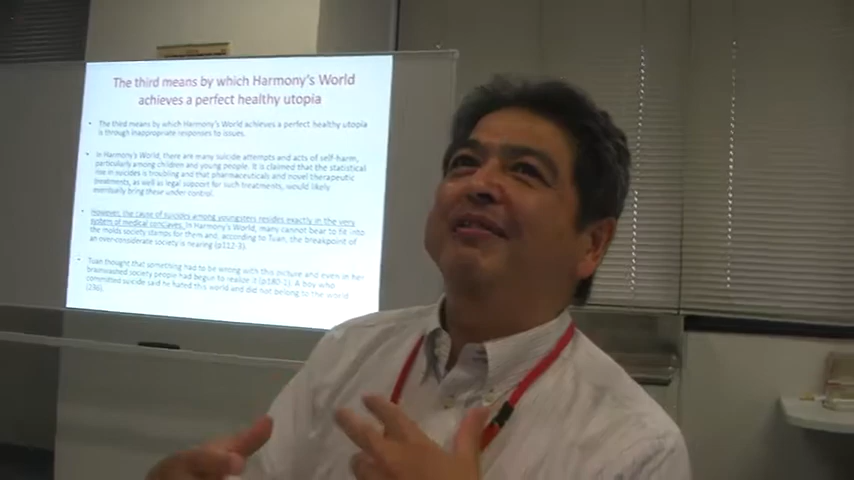 The third means by which Harmony's World
achieves a perfect healthy utopia
• The third means by which Harmony's World achieves a perfect healthy utopia
is through inappropriate responses to issues.
• In Harmony's World, there are many suicide attempts and acts of self-harm,
particularly among children and young people. It is claimed that the statistical
rise in suicides is troubling and that pharmaceuticals and novel therapeutic
treatments, as well as legal support for such treatments, would likely
eventually bring these under control.
• However, the cause of suicides among youngsters resides exactly in the very
system of medical conclaves. In Harmony's World, many cannot bear to fit into
the molds society stamps for them and, according to Tuan, the breakpoint of
an over-considerate society is nearing (p112-3).
• Tuan thought that something had to be wrong with this picture and even in her
brainwashed society people had begun to realize it (p180-1). A boy who
committed suicide said he hated this world and did not belong to the world
(236).